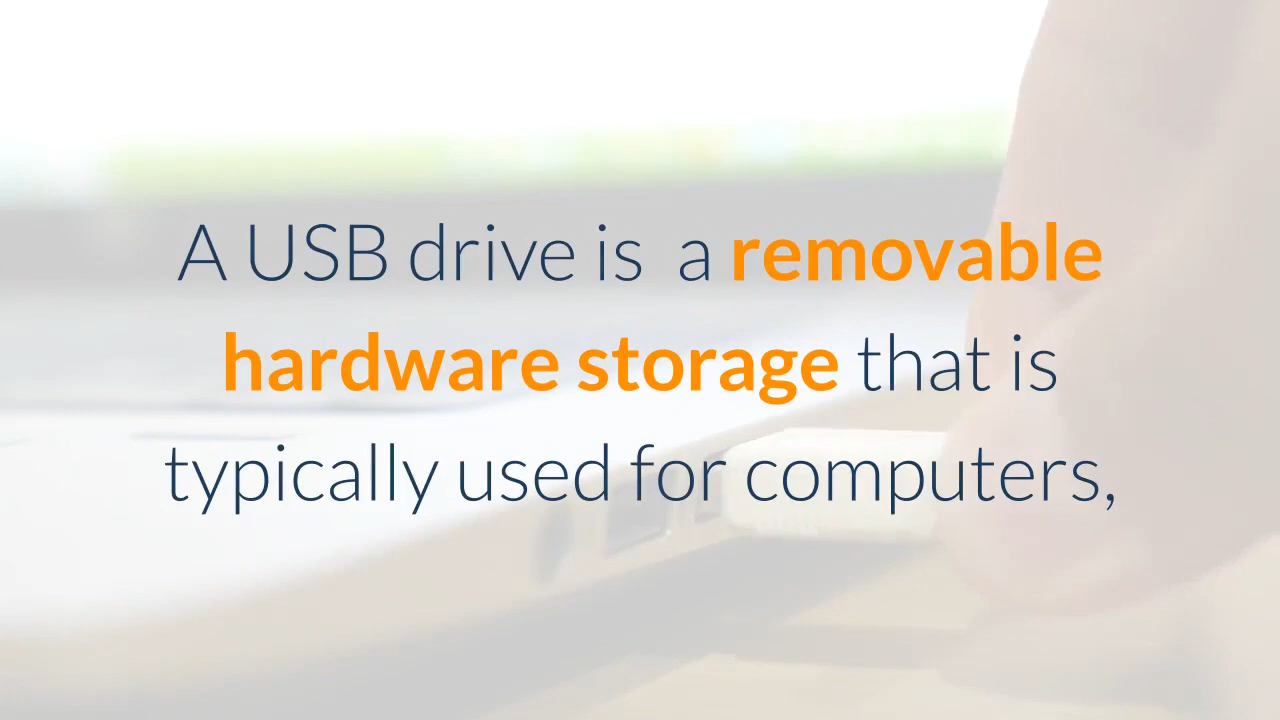 A USB drive is  a removable
hardware storage that is
typically used for computers,